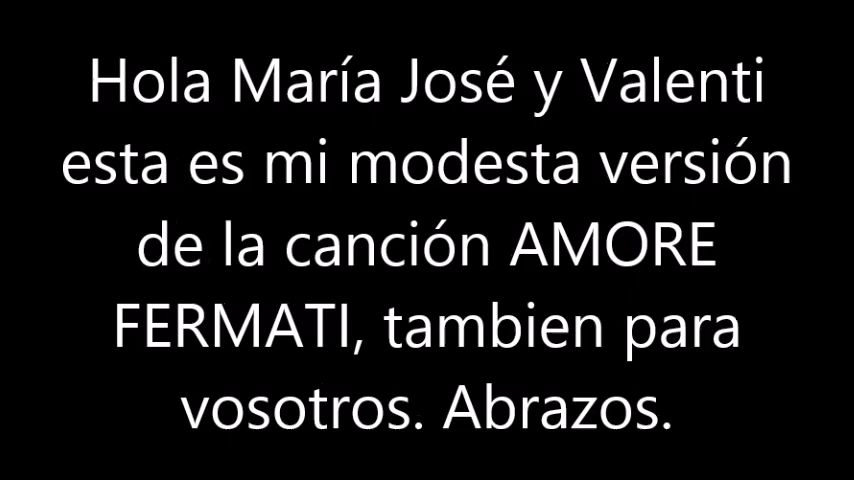 Hola María José y Valenti
esta es mi modesta versión
de la canción AMORE
FERMATI, tambien para
vosotros. Abrazos.